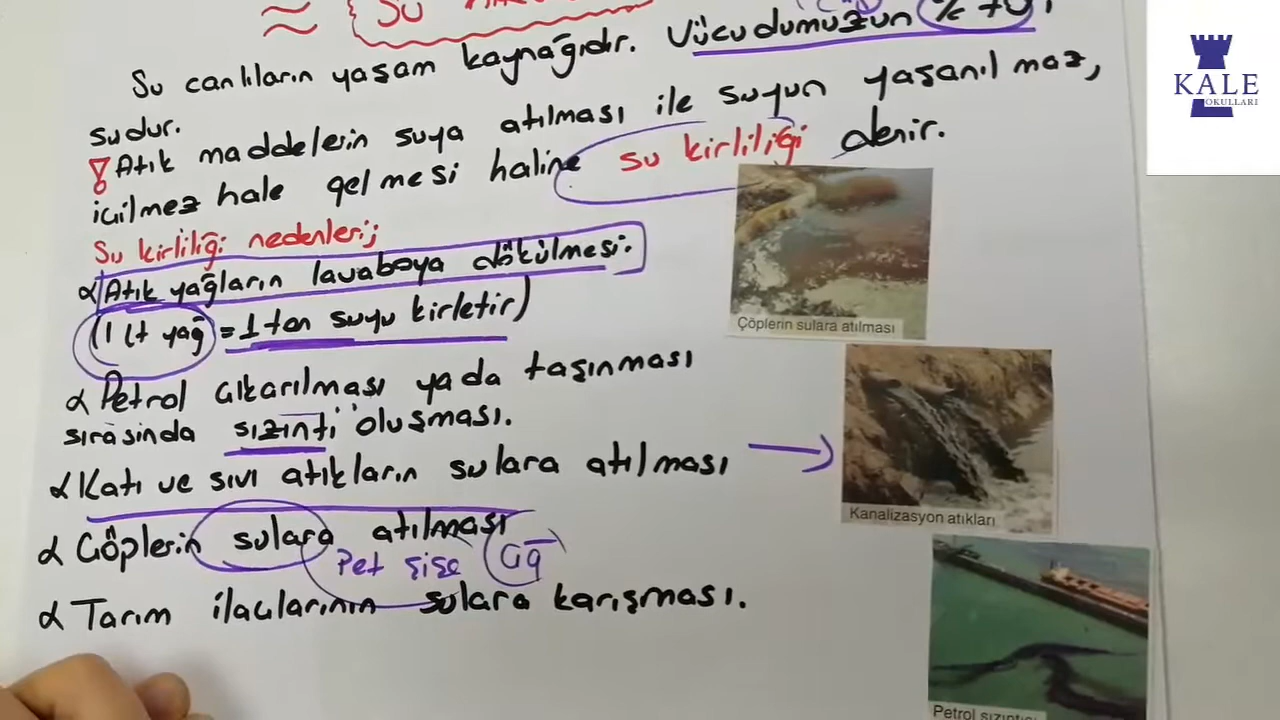 Su
Su canlıların yaşam kaynağıdır. Vücudumuzun % 70'i
sudur.
Atık maddelerin suya atılması ile suyun yaşanılmaz,
içilmez hale gelmesi haline su kirliliği denir.
Su kirliliği nedenleri;
α Atık yağların lavaboya dökülmesi.
(1 lt yağ = 1 ton suyu kirletir)
α Petrol çıkarılması yada taşınması
sırasında sızıntı oluşması.
α Katı ve sıvı atıkların sulara atılması →
α Çöplerin sulara atılması
Pet şişe
α Tarım ilaçlarının sulara karışması.
Çöplerin sulara atılması
Kanalizasyon atıkları
Petrol sızıntısı
KALE
OKULLARI